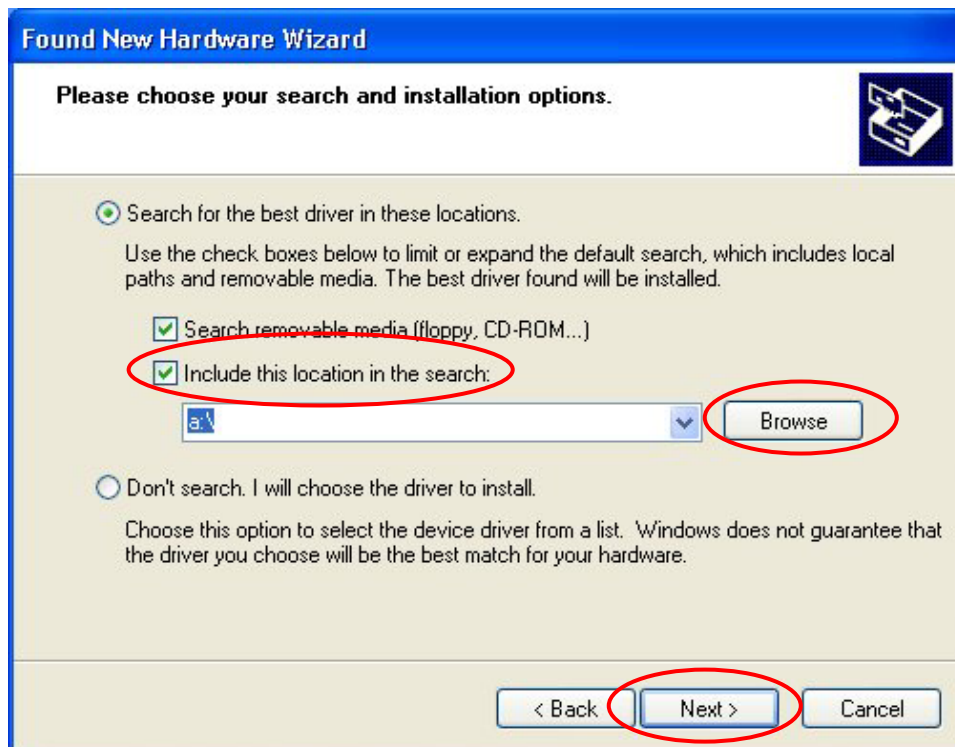 Found New Hardware Wizard
Please choose your search and installation options.
Search for the best driver in these locations.
Use the check boxes below to limit or expand the default search, which includes local
paths and removable media. The best driver found will be installed.
Search removable media (floppy, CD-ROM...)
Include this location in the search:
a:\
Browse
Don't search. I will choose the driver to install.
Choose this option to select the device driver from a list. Windows does not guarantee that
the driver you choose will be the best match for your hardware.
< Back Next > Cancel